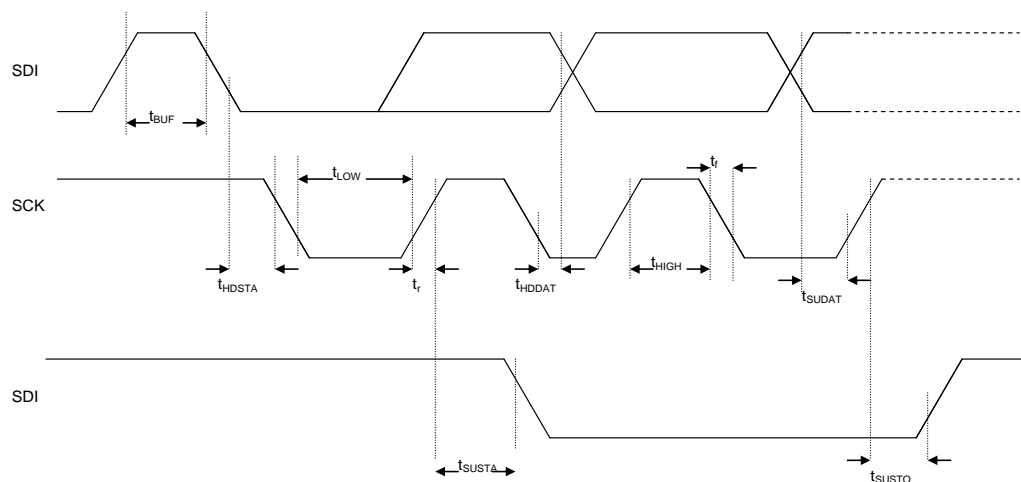 SDI
tBUF
tLOW
tf
SCK
tHDSTA
tr
tHDDAT
tHIGH
tSUDAT
SDI
tSUSTA
tSUSTO